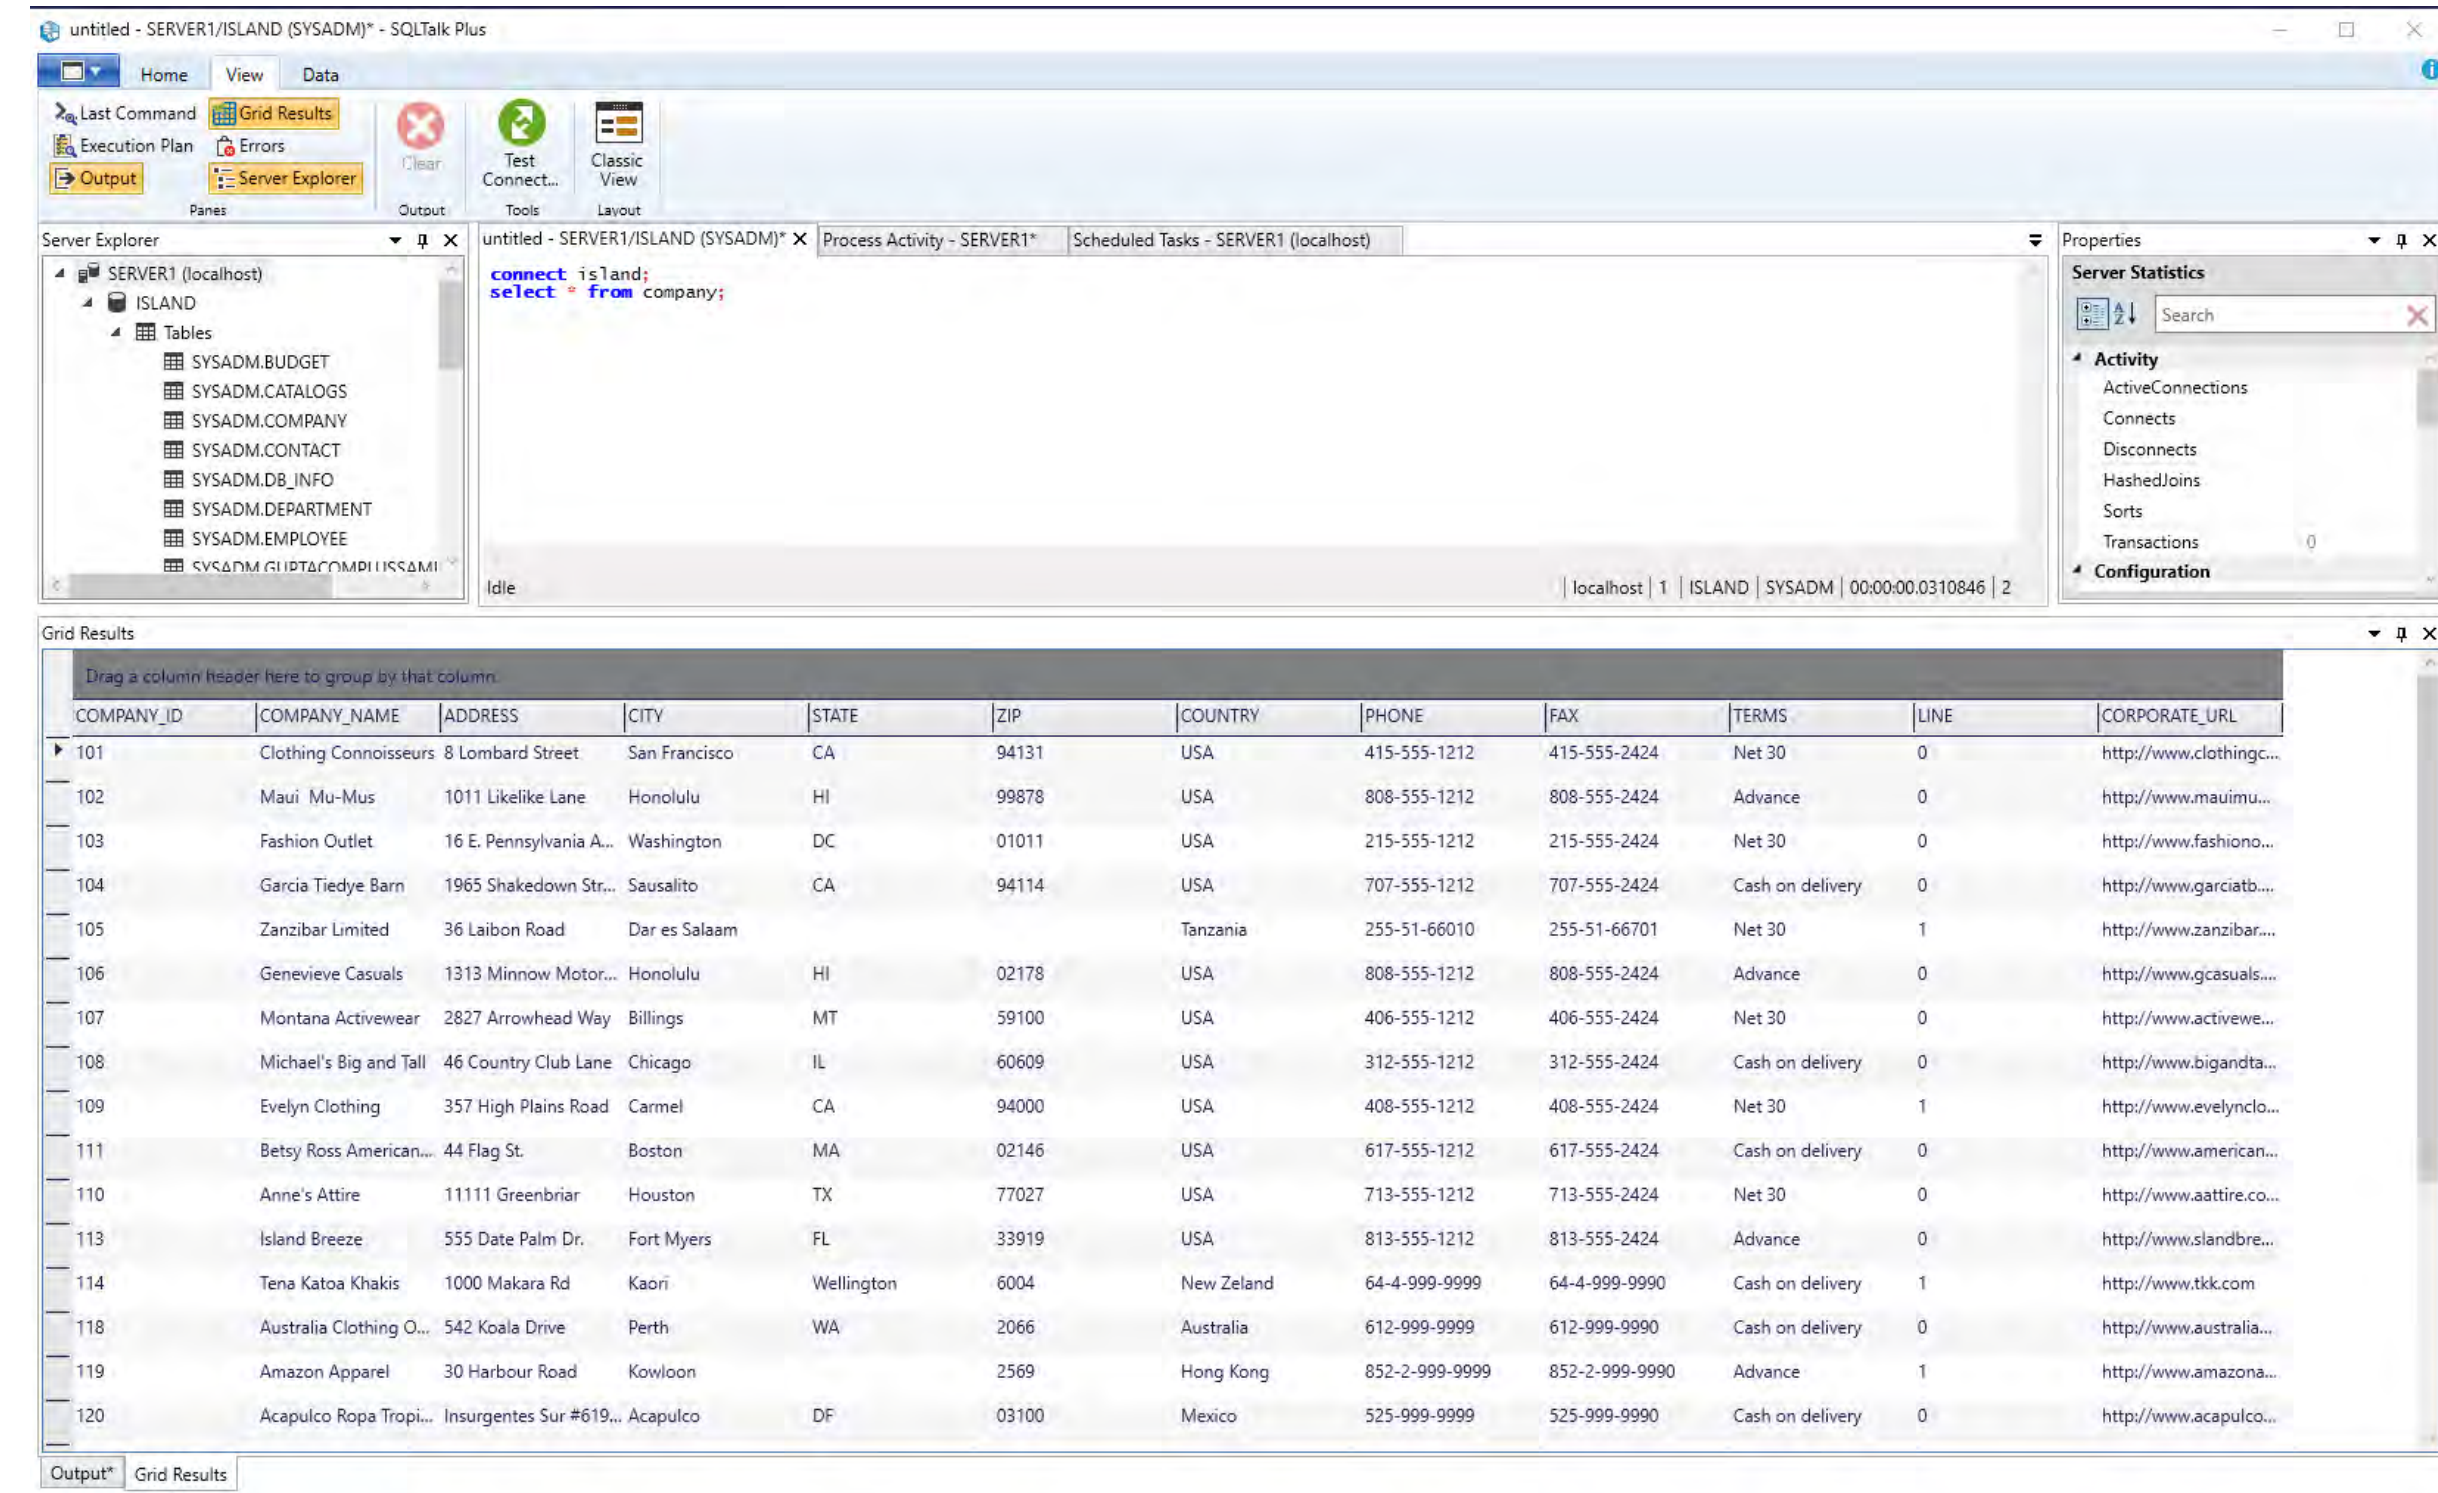 untitled - SERVER1/ISLAND (SYSADM)* - SQLTalk Plus
Home View Data
Last Command Grid Results
Execution Plan Errors
Output Server Explorer
Clear
Test Connect...
Classic View
Panes Output Tools Layout
Server Explorer
SERVER1 (localhost)
ISLAND
Tables
SYSADM.BUDGET
SYSADM.CATALOGS
SYSADM.COMPANY
SYSADM.CONTACT
SYSADM.DB_INFO
SYSADM.DEPARTMENT
SYSADM.EMPLOYEE
SYSADM.GUPTACOMPLUSSAMI
untitled - SERVER1/ISLAND (SYSADM)* Process Activity - SERVER1* Scheduled Tasks - SERVER1 (localhost)
connect island;
select * from company;
Idle localhost 1 ISLAND SYSADM 00:00:00.0310846 2
Properties
Server Statistics
Search
Activity
ActiveConnections
Connects
Disconnects
HashedJoins
Sorts
Transactions 0
Configuration
Grid Results
Drag a column header here to group by that column.
COMPANY_ID COMPANY_NAME ADDRESS CITY STATE ZIP COUNTRY PHONE FAX TERMS LINE CORPORATE_URL
101 Clothing Connoisseurs 8 Lombard Street San Francisco CA 94131 USA 415-555-1212 415-555-2424 Net 30 0 http://www.clothingc...
102 Maui Mu-Mus 1011 Likelike Lane Honolulu HI 99878 USA 808-555-1212 808-555-2424 Advance 0 http://www.mauimu...
103 Fashion Outlet 16 E. Pennsylvania A... Washington DC 01011 USA 215-555-1212 215-555-2424 Net 30 0 http://www.fashiono...
104 Garcia Tiedye Barn 1965 Shakedown Str... Sausalito CA 94114 USA 707-555-1212 707-555-2424 Cash on delivery 0 http://www.garciatb....
105 Zanzibar Limited 36 Laibon Road Dar es Salaam Tanzania 255-51-66010 255-51-66701 Net 30 1 http://www.zanzibar....
106 Genevieve Casuals 1313 Minnow Motor... Honolulu HI 02178 USA 808-555-1212 808-555-2424 Advance 0 http://www.gcasuals....
107 Montana Activewear 2827 Arrowhead Way Billings MT 59100 USA 406-555-1212 406-555-2424 Net 30 0 http://www.activewe...
108 Michael's Big and Tall 46 Country Club Lane Chicago IL 60609 USA 312-555-1212 312-555-2424 Cash on delivery 0 http://www.bigandta...
109 Evelyn Clothing 357 High Plains Road Carmel CA 94000 USA 408-555-1212 408-555-2424 Net 30 1 http://www.evelynclo...
111 Betsy Ross American... 44 Flag St. Boston MA 02146 USA 617-555-1212 617-555-2424 Cash on delivery 0 http://www.american...
110 Anne's Attire 11111 Greenbriar Houston TX 77027 USA 713-555-1212 713-555-2424 Net 30 0 http://www.aattire.co...
113 Island Breeze 555 Date Palm Dr. Fort Myers FL 33919 USA 813-555-1212 813-555-2424 Advance 0 http://www.slandbre...
114 Tena Katoa Khakis 1000 Makara Rd Kaori Wellington 6004 New Zeland 64-4-999-9999 64-4-999-9990 Cash on delivery 1 http://www.tkk.com
118 Australia Clothing O... 542 Koala Drive Perth WA 2066 Australia 612-999-9999 612-999-9990 Cash on delivery 0 http://www.australia...
119 Amazon Apparel 30 Harbour Road Kowloon 2569 Hong Kong 852-2-999-9999 852-2-999-9990 Advance 1 http://www.amazona...
120 Acapulco Ropa Tropi... Insurgentes Sur #619... Acapulco DF 03100 Mexico 525-999-9999 525-999-9990 Cash on delivery 0 http://www.acapulco...
Output* Grid Results